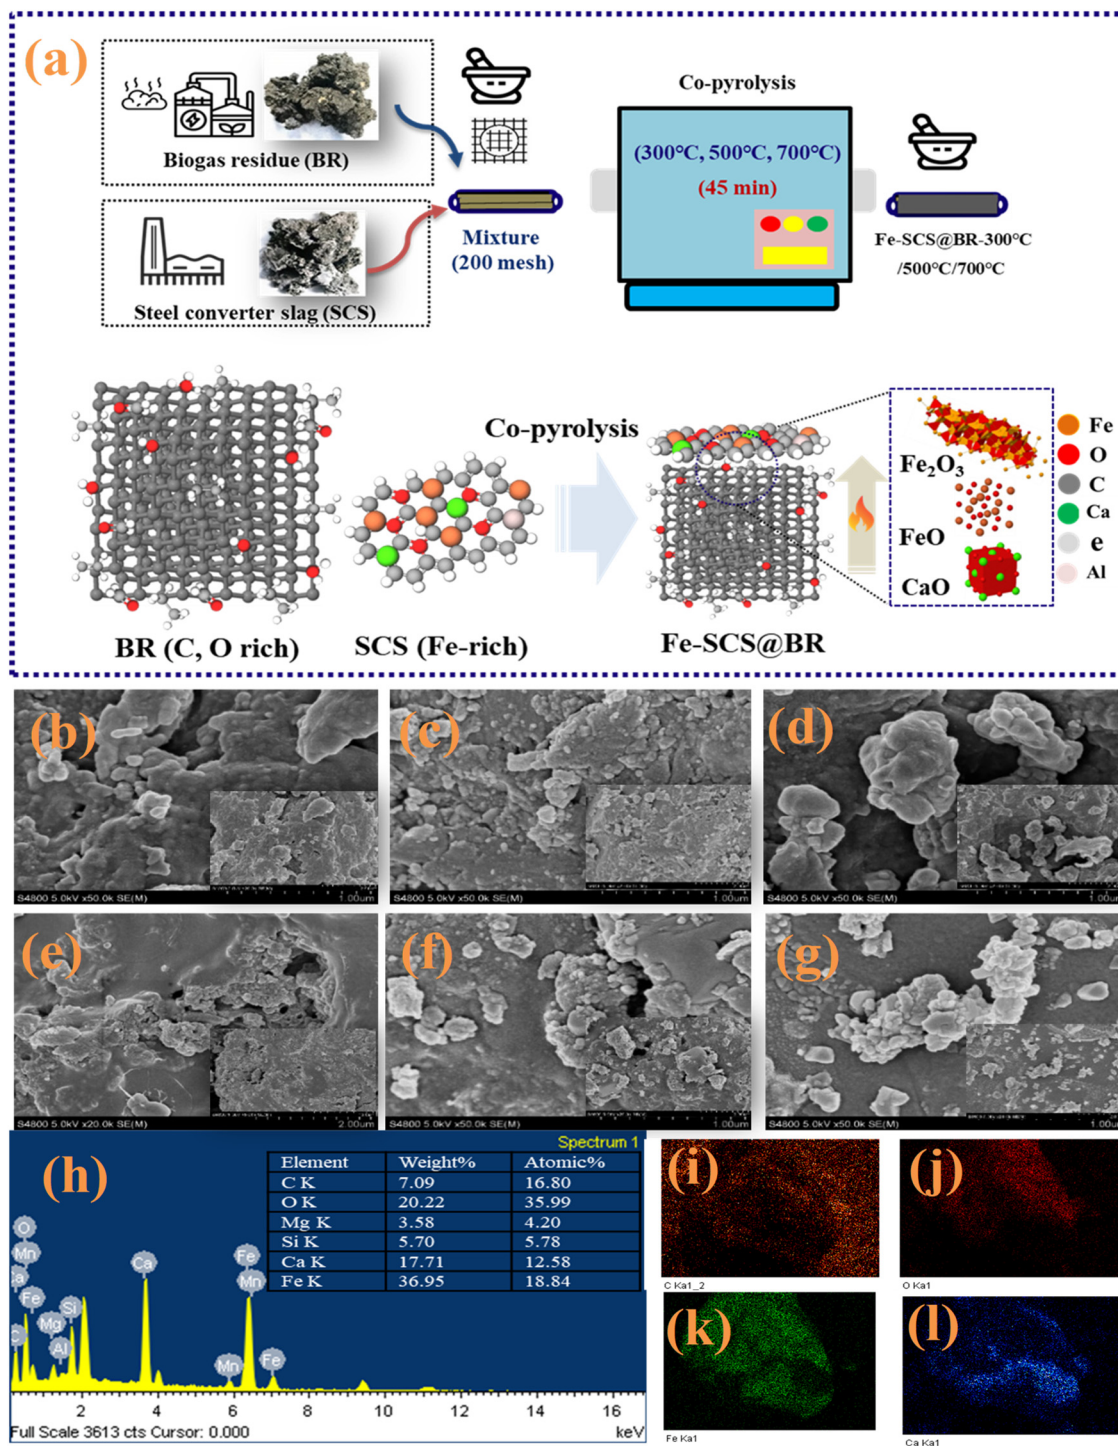 (a)
Biogas residue (BR)
Steel converter slag (SCS)
Mixture
(200 mesh)
Co-pyrolysis
(300°C, 500°C, 700°C)
(45 min)
Fe-SCS@BR-300°C
/500°C/700°C
BR (C, O rich)
SCS (Fe-rich)
Co-pyrolysis
Fe-SCS@BR
Fe₂O₃
FeO
CaO
Fe
O
C
Ca
e
Al
(b)
S4800 5.0kV x50.0k SE(M)
1.00um
(c)
S4800 5.0kV x50.0k SE(M)
1.00um
(d)
S4800 5.0kV x50.0k SE(M)
1.00um
(e)
S4800 5.0kV x20.0k SE(M)
2.00um
(f)
S4800 5.0kV x50.0k SE(M)
1.00um
(g)
S4800 5.0kV x50.0k SE(M)
1.00um
(h)
Spectrum 1
Element Weight% Atomic%
C K 7.09 16.80
O K 20.22 35.99
Mg K 3.58 4.20
Si K 5.70 5.78
Ca K 17.71 12.58
Fe K 36.95 18.84
O
Mn
Ca
Fe
C
Mg
Al
Si
Ca
Mn
Fe
Mn
Fe
2 4 6 8 10 12 14 16
Full Scale 3613 cts Cursor: 0.000
keV
(i)
C Ka1_2
(j)
O Ka1
(k)
Fe Ka1
(l)
Ca Ka1